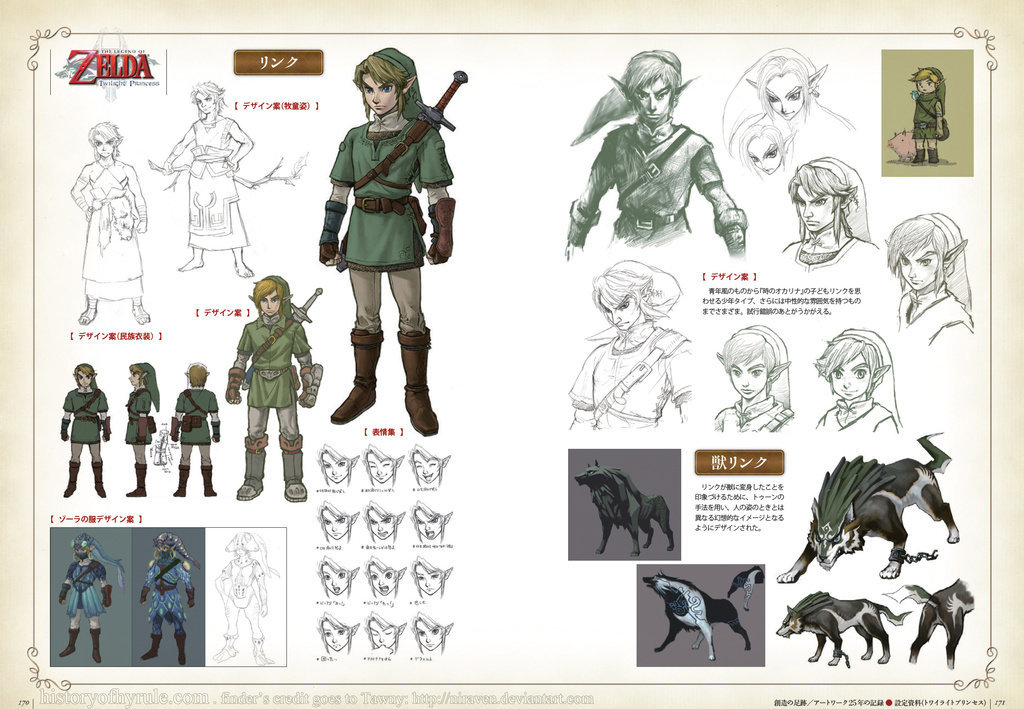 THE LEGEND OF
ZELDA
Twilight Princess
リンク
【 デザイン案(牧童姿) 】
【 デザイン案(民族衣装) 】
【 デザイン案 】
【 表情集 】
【 ゾーラの服デザイン案 】
【 デザイン案 】
青年風のものから『時のオカリナ』の子どもリンクを思
わせる少年タイプ、さらには中性的な雰囲気を持つもの
までさまざま。試行錯誤のあとがうかがえる。
獣リンク
リンクが獣に変身したことを
印象づけるために、トゥーンの
手法を用い、人の姿のときとは
異なる幻想的なイメージとなる
ようにデザインされた。
170
historyofhyrule.com . finder's credit goes to Tawny: http://niraven.deviantart.com
創造の足跡/アートワーク25年の記録 ● 設定資料(トワイライトプリンセス)
171